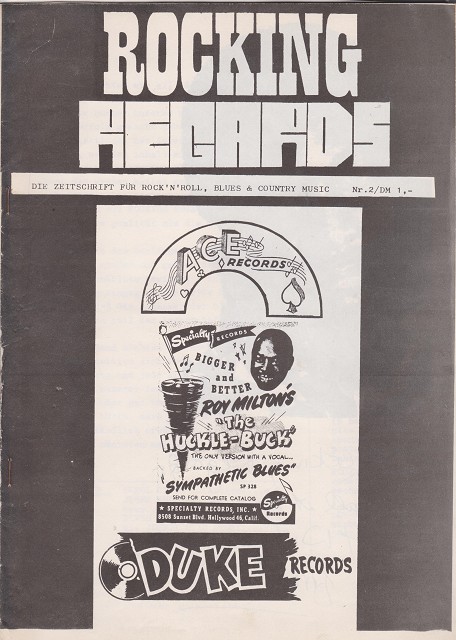 ROCKING
REGARDS
DIE ZEITSCHRIFT FÜR ROCK'N'ROLL, BLUES & COUNTRY MUSIC Nr.2/DM 1,-
ACE
RECORDS
Specialty RECORDS
BIGGER
and
BETTER
ROY MILTON'S
"THE
HUCKLE-BUCK"
THE ONLY VERSION WITH A VOCAL...
BACKED BY
"SYMPATHETIC BLUES"
SP 328
SEND FOR COMPLETE CATALOG
★ SPECIALTY RECORDS, INC. ★
8508 Sunset Blvd. Hollywood 46, Calif.
Specialty
Records
DUKE RECORDS